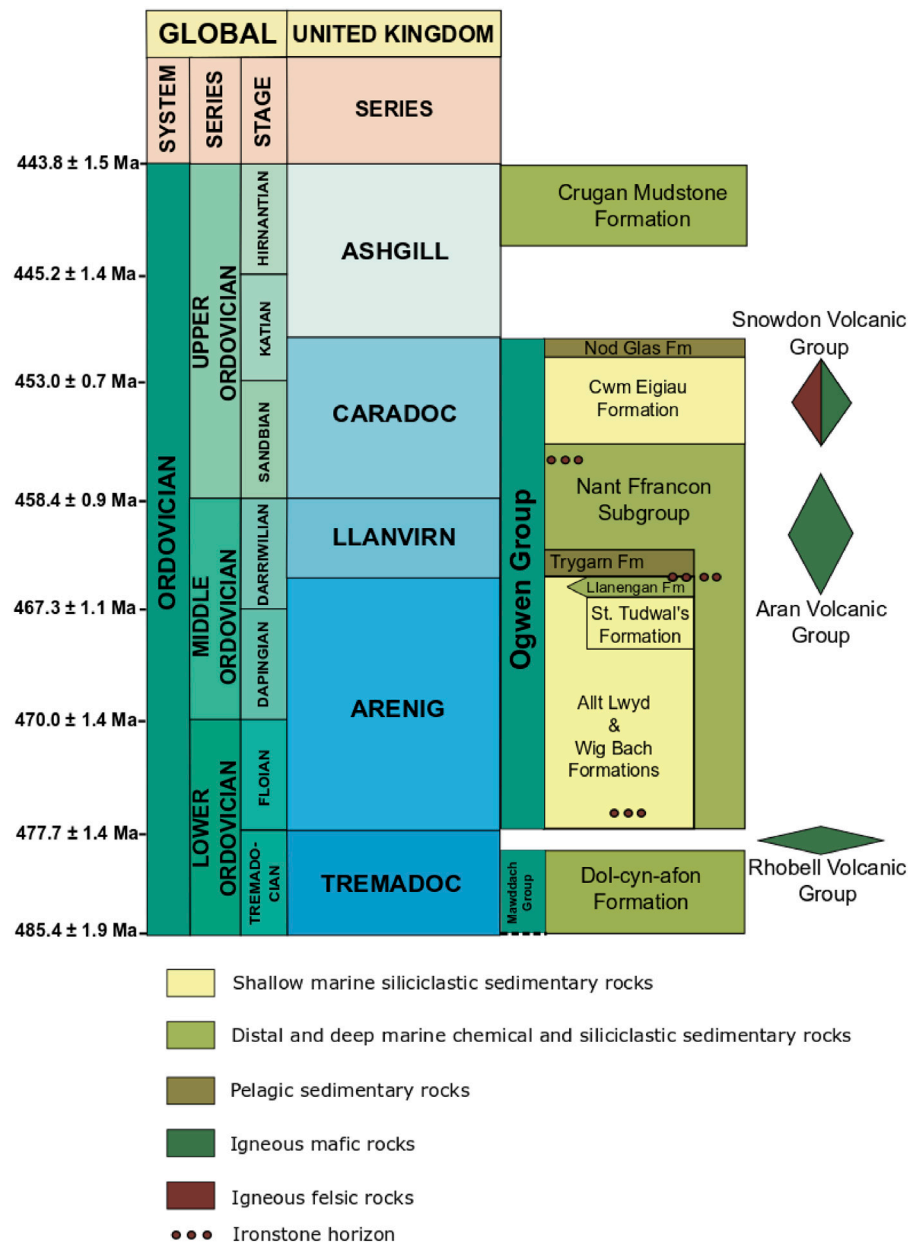 GLOBAL
UNITED KINGDOM
SYSTEM
SERIES
STAGE
SERIES
443.8 ± 1.5 Ma
445.2 ± 1.4 Ma
453.0 ± 0.7 Ma
458.4 ± 0.9 Ma
467.3 ± 1.1 Ma
470.0 ± 1.4 Ma
477.7 ± 1.4 Ma
485.4 ± 1.9 Ma
ORDOVICIAN
UPPER
ORDOVICIAN
MIDDLE
ORDOVICIAN
LOWER
ORDOVICIAN
HIRNANTIAN
KATIAN
SANDBIAN
DARRIWILIAN
DAPINGIAN
FLOIAN
TREMADO-
CIAN
ASHGILL
CARADOC
LLANVIRN
ARENIG
TREMADOC
Ogwen Group
Mawddach Group
Crugan Mudstone
Formation
Nod Glas Fm
Cwm Eigiau
Formation
Nant Ffrancon
Subgroup
Trygarn Fm
Llanengan Fm
St. Tudwal's
Formation
Allt Lwyd
&
Wig Bach
Formations
Dol-cyn-afon
Formation
Snowdon Volcanic
Group
Aran Volcanic
Group
Rhobell Volcanic
Group
Shallow marine siliciclastic sedimentary rocks
Distal and deep marine chemical and siliciclastic sedimentary rocks
Pelagic sedimentary rocks
Igneous mafic rocks
Igneous felsic rocks
Ironstone horizon